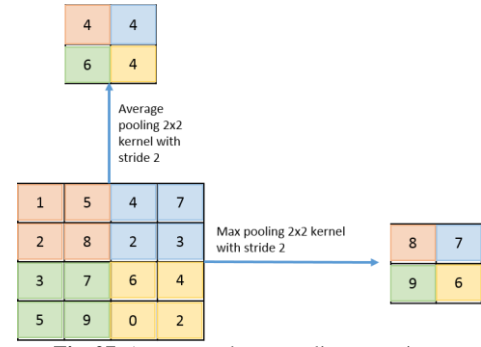 4 4
6 4
Average
pooling 2x2
kernel with
stride 2
1 5 4 7
2 8 2 3
3 7 6 4
5 9 0 2
Max pooling 2x2 kernel
with stride 2
8 7
9 6